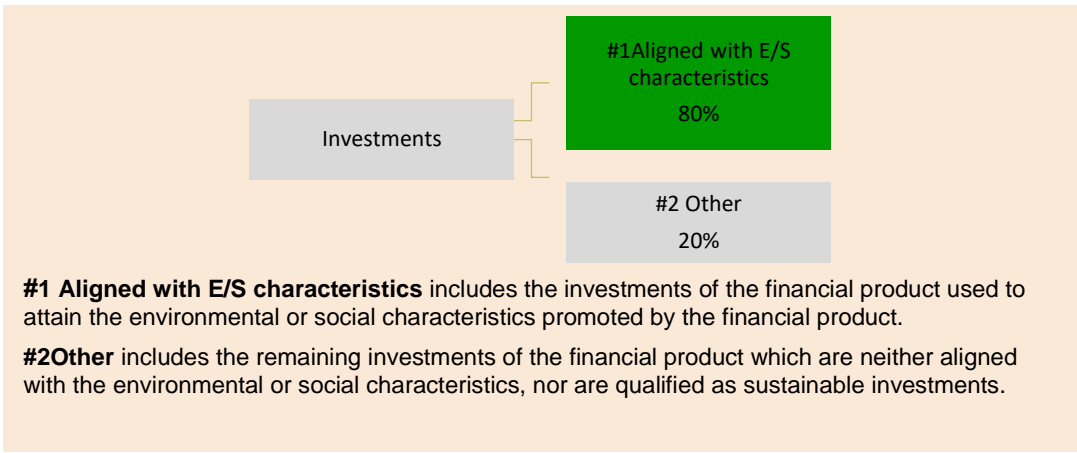 #1Aligned with E/S
characteristics
80%
Investments
#2 Other
20%
#1 Aligned with E/S characteristics includes the investments of the financial product used to
attain the environmental or social characteristics promoted by the financial product.
#2Other includes the remaining investments of the financial product which are neither aligned
with the environmental or social characteristics, nor are qualified as sustainable investments.